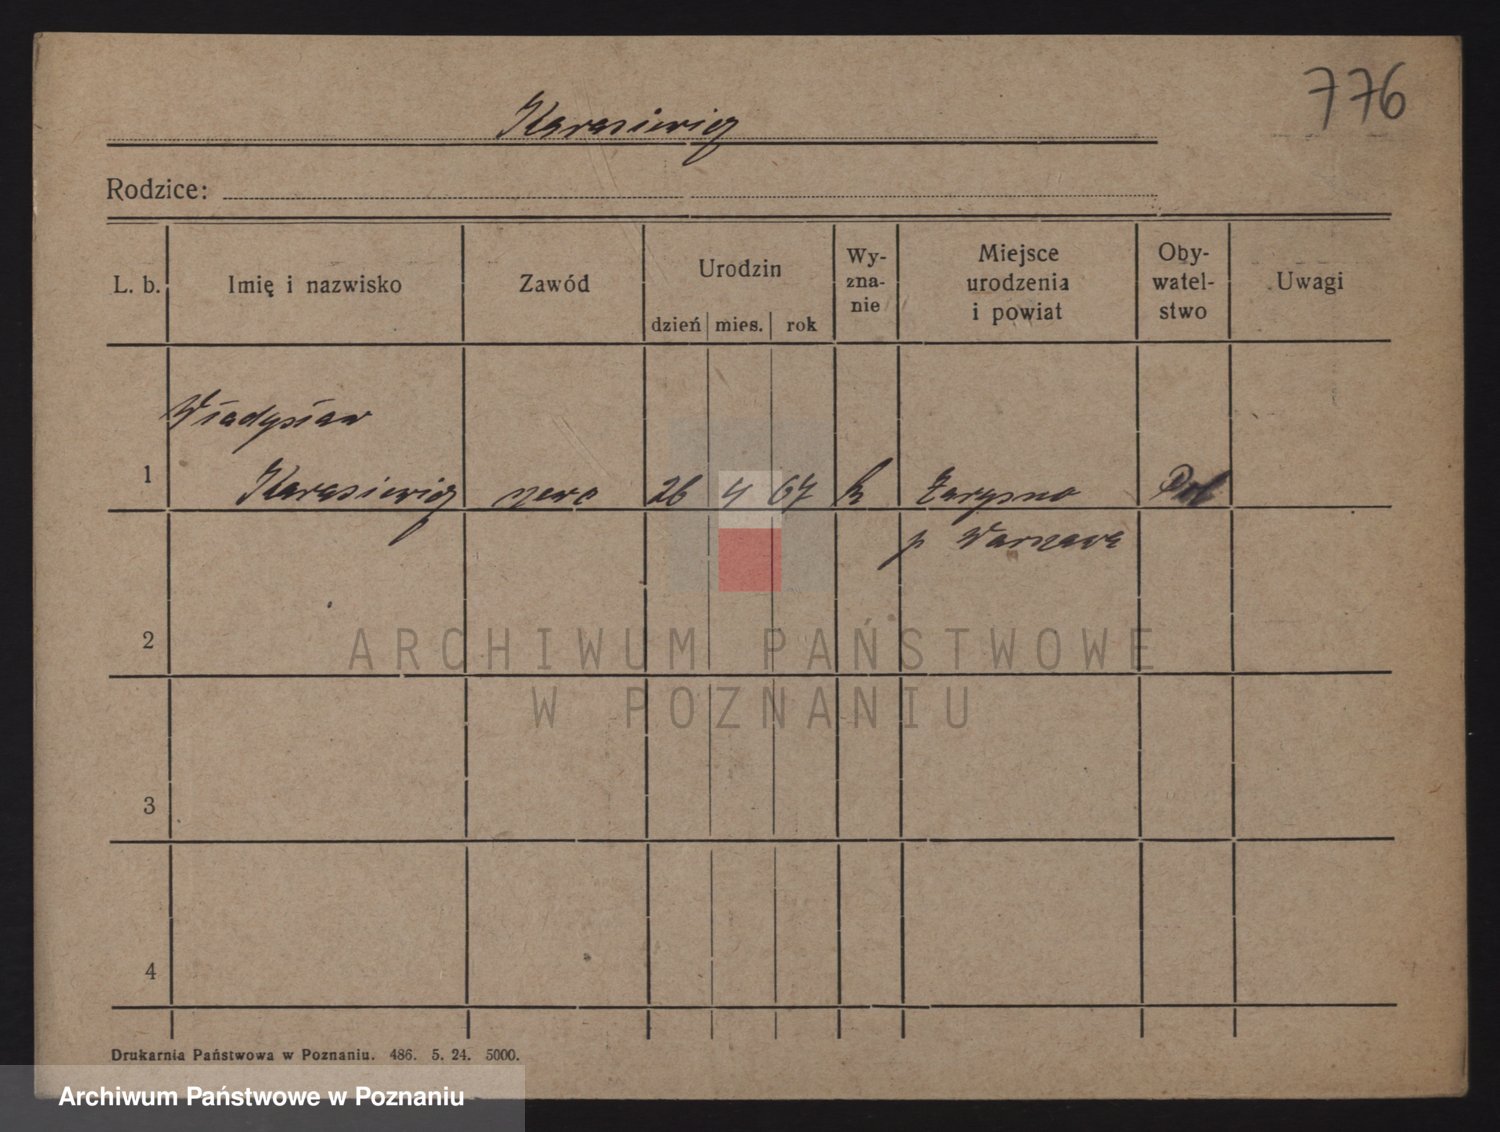 776
Karasiewicz
Rodzice:
L. b. Imię i nazwisko Zawód Urodzin Wy-
zna-
nie Miejsce
urodzenia
i powiat Oby-
watel-
stwo Uwagi
dzień mies. rok
Władysław
1 Karasiewicz 26 4 67 k Pol
p Warszawa
2
3
4
ARCHIWUM PAŃSTWOWE
W POZNANIU
Drukarnia Państwowa w Poznaniu. 486. 5. 24. 5000.
Archiwum Państwowe w Poznaniu